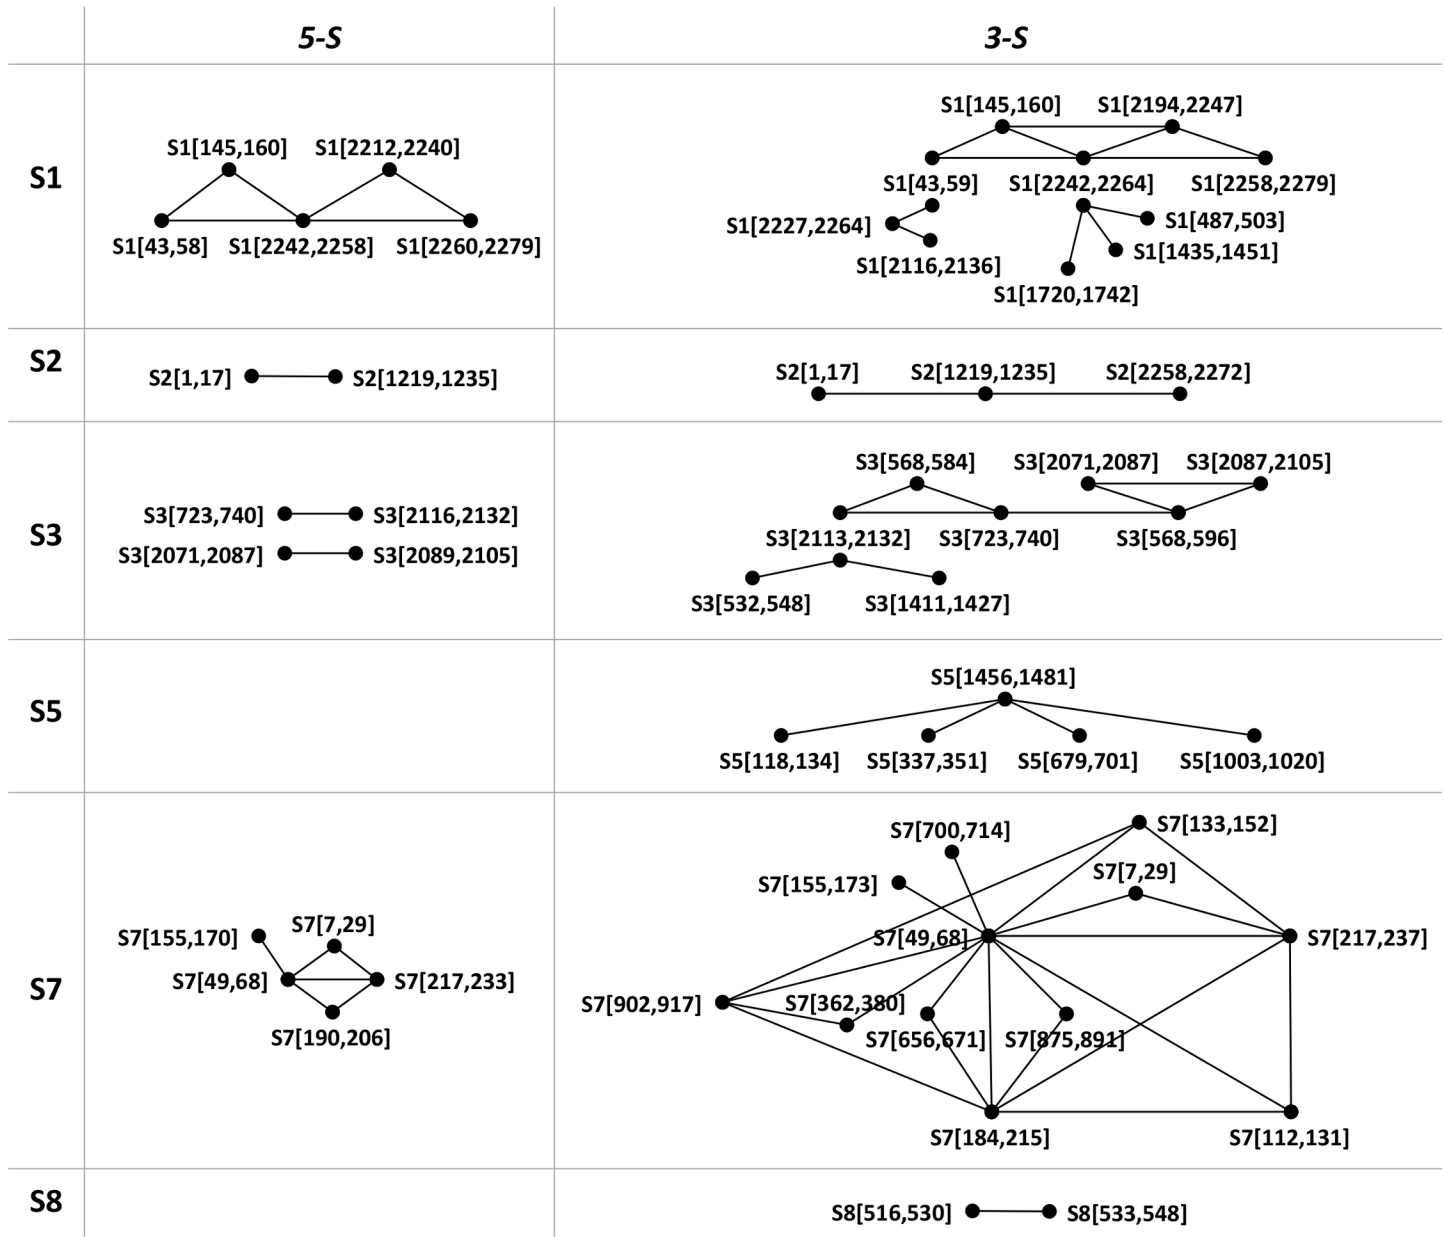 5-S 3-S
S1
S1[145,160] S1[2212,2240]
S1[43,58] S1[2242,2258] S1[2260,2279]
S1[145,160] S1[2194,2247]
S1[43,59] S1[2242,2264] S1[2258,2279]
S1[2227,2264] S1[487,503]
S1[2116,2136] S1[1435,1451]
S1[1720,1742]
S2
S2[1,17] S2[1219,1235]
S2[1,17] S2[1219,1235] S2[2258,2272]
S3
S3[723,740] S3[2116,2132]
S3[2071,2087] S3[2089,2105]
S3[568,584] S3[2071,2087] S3[2087,2105]
S3[2113,2132] S3[723,740] S3[568,596]
S3[532,548] S3[1411,1427]
S5
S5[1456,1481]
S5[118,134] S5[337,351] S5[679,701] S5[1003,1020]
S7
S7[155,170] S7[7,29]
S7[49,68] S7[217,233]
S7[190,206]
S7[700,714] S7[133,152]
S7[155,173] S7[7,29]
S7[49,68] S7[217,237]
S7[902,917] S7[362,380]
S7[656,671] S7[875,891]
S7[184,215] S7[112,131]
S8
S8[516,530] S8[533,548]